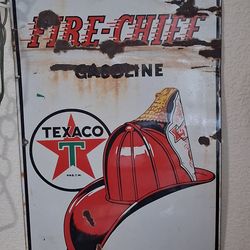 FIRE-CHIEF
GASOLINE
TEXACO
T